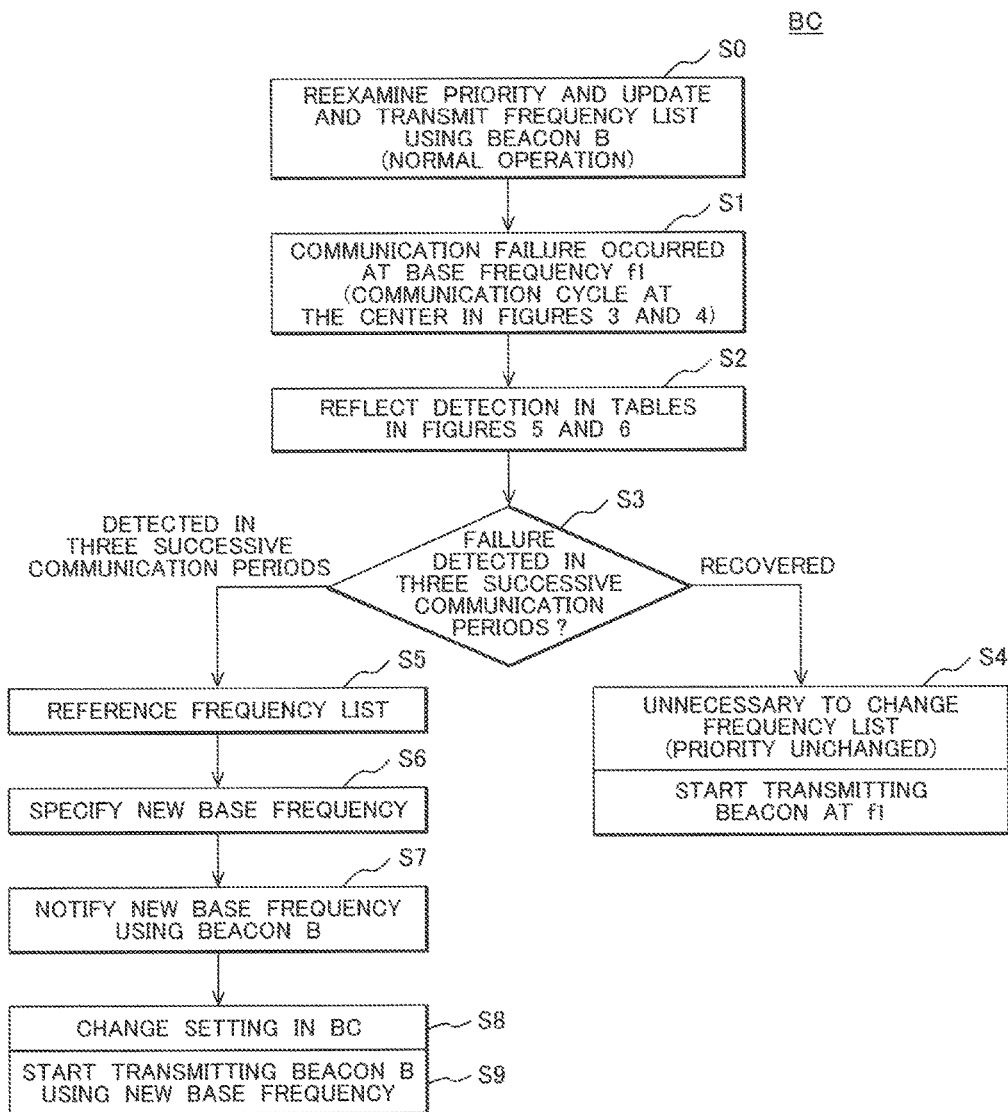 BC
S0
REEXAMINE PRIORITY AND UPDATE
AND TRANSMIT FREQUENCY LIST
USING BEACON B
(NORMAL OPERATION)
S1
COMMUNICATION FAILURE OCCURRED
AT BASE FREQUENCY f1
(COMMUNICATION CYCLE AT
THE CENTER IN FIGURES 3 AND 4)
S2
REFLECT DETECTION IN TABLES
IN FIGURES 5 AND 6
S3
FAILURE
DETECTED IN
THREE SUCCESSIVE
COMMUNICATION
PERIODS?
DETECTED IN
THREE SUCCESSIVE
COMMUNICATION PERIODS
RECOVERED
S4
UNNECESSARY TO CHANGE
FREQUENCY LIST
(PRIORITY UNCHANGED)
START TRANSMITTING
BEACON AT f1
S5
REFERENCE FREQUENCY LIST
S6
SPECIFY NEW BASE FREQUENCY
S7
NOTIFY NEW BASE FREQUENCY
USING BEACON B
CHANGE SETTING IN BC
S8
START TRANSMITTING BEACON B
USING NEW BASE FREQUENCY
S9